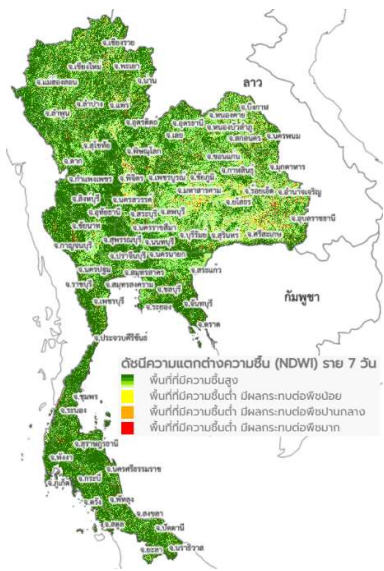 จ.เชียงราย
จ.เชียงใหม่ จ.พะเยา
จ.แม่ฮ่องสอน จ.น่าน
ลาว
จ.ลำปาง จ.แพร่
จ.ลำพูน
จ.บึงกาฬ
จ.หนองคาย
จ.อุตรดิตถ์ จ.อุดรธานี จ.หนองบัวลำภู จ.นครพนม
จ.เลย จ.สกลนคร
จ.สุโขทัย จ.พิษณุโลก
จ.ตาก จ.ขอนแก่น จ.มุกดาหาร
จ.กาฬสินธุ์
จ.กำแพงเพชร จ.พิจิตร จ.เพชรบูรณ์ จ.ชัยภูมิ
จ.มหาสารคาม จ.ร้อยเอ็ด จ.อำนาจเจริญ
จ.สิงห์บุรี จ.นครสวรรค์ จ.ยโสธร
จ.อุทัยธานี จ.สระบุรี จ.ลพบุรี จ.อุบลราชธานี
จ.ชัยนาท จ.นครราชสีมา
จ.สุพรรณบุรี จ.นนทบุรี จ.บุรีรัมย์ จ.สุรินทร์ จ.ศรีสะเกษ
จ.กาญจนบุรี
จ.ปราจีนบุรี จ.นครนายก
จ.นครปฐม จ.สมุทรสาคร จ.สระแก้ว
จ.ราชบุรี จ.สมุทรสงคราม จ.ชลบุรี
กัมพูชา
จ.เพชรบุรี จ.ระยอง จ.จันทบุรี
จ.ตราด
จ.ประจวบคีรีขันธ์
ดัชนีความแตกต่างความชื้น (NDWI) ราย 7 วัน
พื้นที่ที่มีความชื้นสูง
พื้นที่ที่มีความชื้นต่ำ มีผลกระทบต่อพืชน้อย
พื้นที่ที่มีความชื้นต่ำ มีผลกระทบต่อพืชปานกลาง
พื้นที่ที่มีความชื้นต่ำ มีผลกระทบต่อพืชมาก
จ.ชุมพร
จ.ระนอง
จ.สุราษฎร์ธานี
จ.พังงา
จ.นครศรีธรรมราช
จ.ภูเก็ต จ.กระบี่
จ.ตรัง จ.พัทลุง
จ.สงขลา
จ.สตูล จ.ปัตตานี
จ.ยะลา จ.นราธิวาส